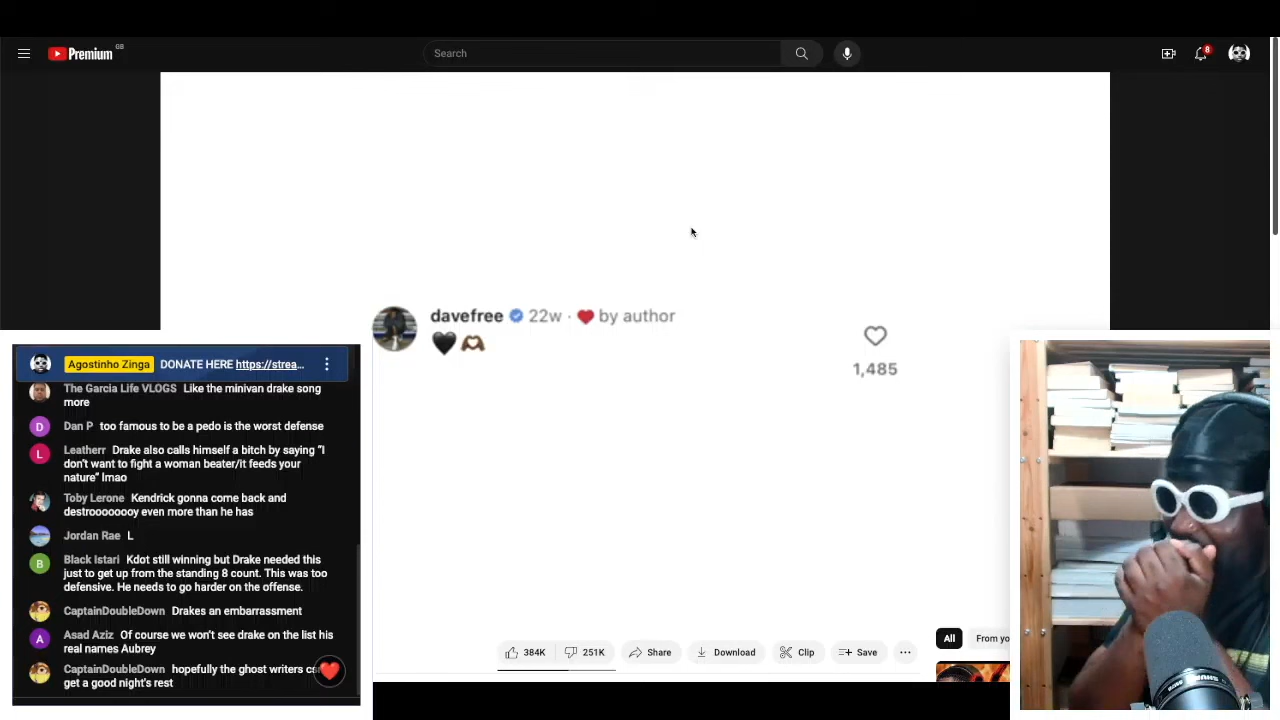 Premium GB
Search
8
davefree 22w · by author
1,485
Agostinho Zinga DONATE HERE https://strea...
The Garcia Life VLOGS Like the minivan drake song
more
D Dan P too famous to be a pedo is the worst defense
L Leatherr Drake also calls himself a bitch by saying "I
don't want to fight a woman beater/it feeds your
nature" lmao
Toby Lerone Kendrick gonna come back and
destroooooooy even more than he has
Jordan Rae L
B Black Istari Kdot still winning but Drake needed this
just to get up from the standing 8 count. This was too
defensive. He needs to go harder on the offense.
CaptainDoubleDown Drakes an embarrassment
A Asad Aziz Of course we won't see drake on the list his
real names Aubrey
CaptainDoubleDown hopefully the ghost writers
get a good night's rest
384K 251K Share Download Clip Save
All From yo